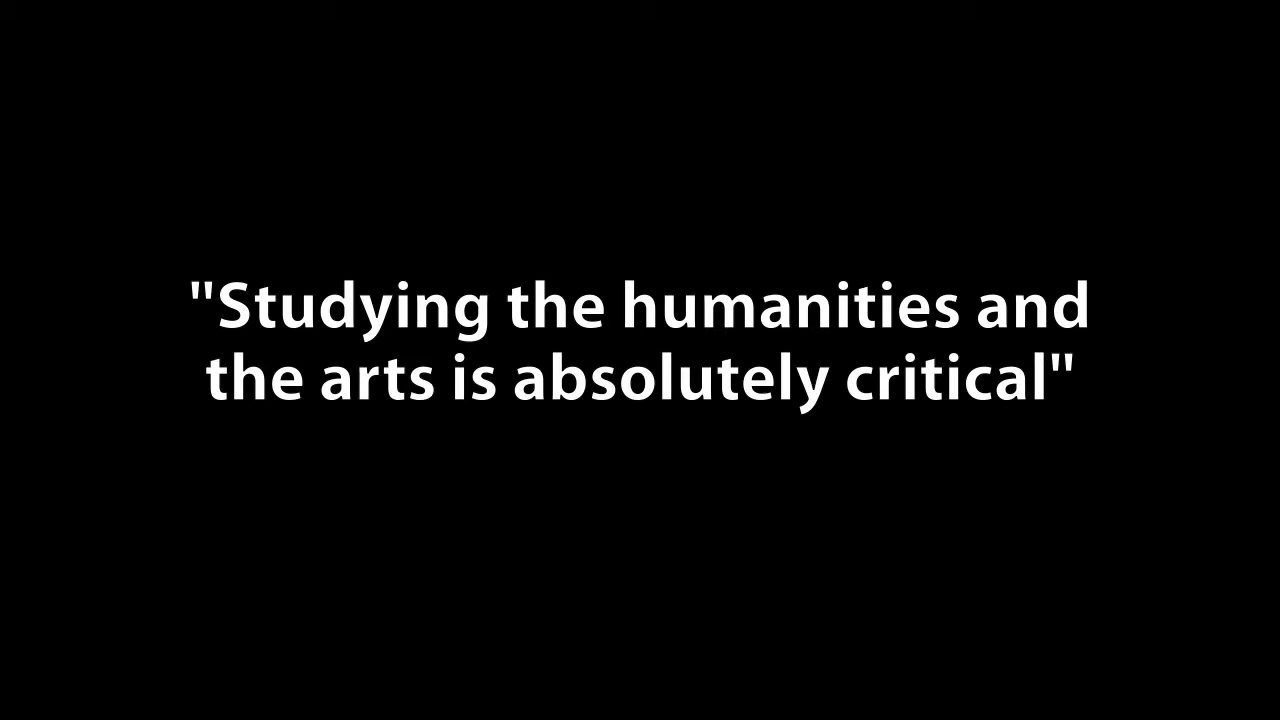 "Studying the humanities and
the arts is absolutely critical"